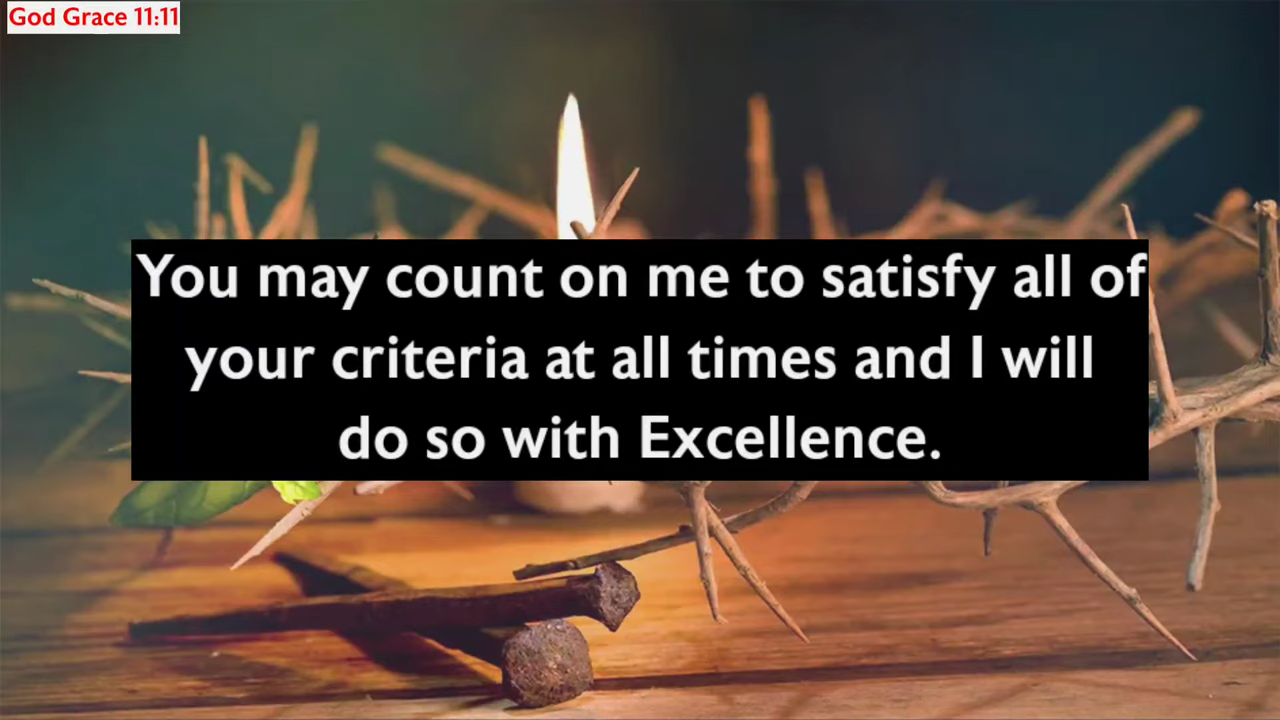 God Grace 11:11
You may count on me to satisfy all of
your criteria at all times and I will
do so with Excellence.